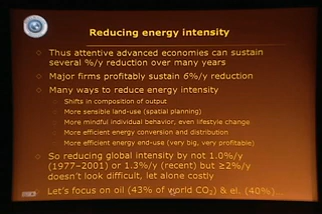 Reducing energy intensity
Thus attentive advanced economies can sustain
several %/y reduction over many years
Major firms profitably sustain 6%/y reduction
Many ways to reduce energy intensity
Shifts in composition of output
More sensible land-use (spatial planning)
More mindful individual behavior, even lifestyle change
More efficient energy conversion and distribution
More efficient energy end-use (very big, very profitable)
So reducing global intensity by not 1.0%/y
(1977–2001) or 1.3%/y (recent) but ≥2%/y
doesn't look difficult, let alone costly
Let's focus on oil (43% of world CO2) & el. (40%)...